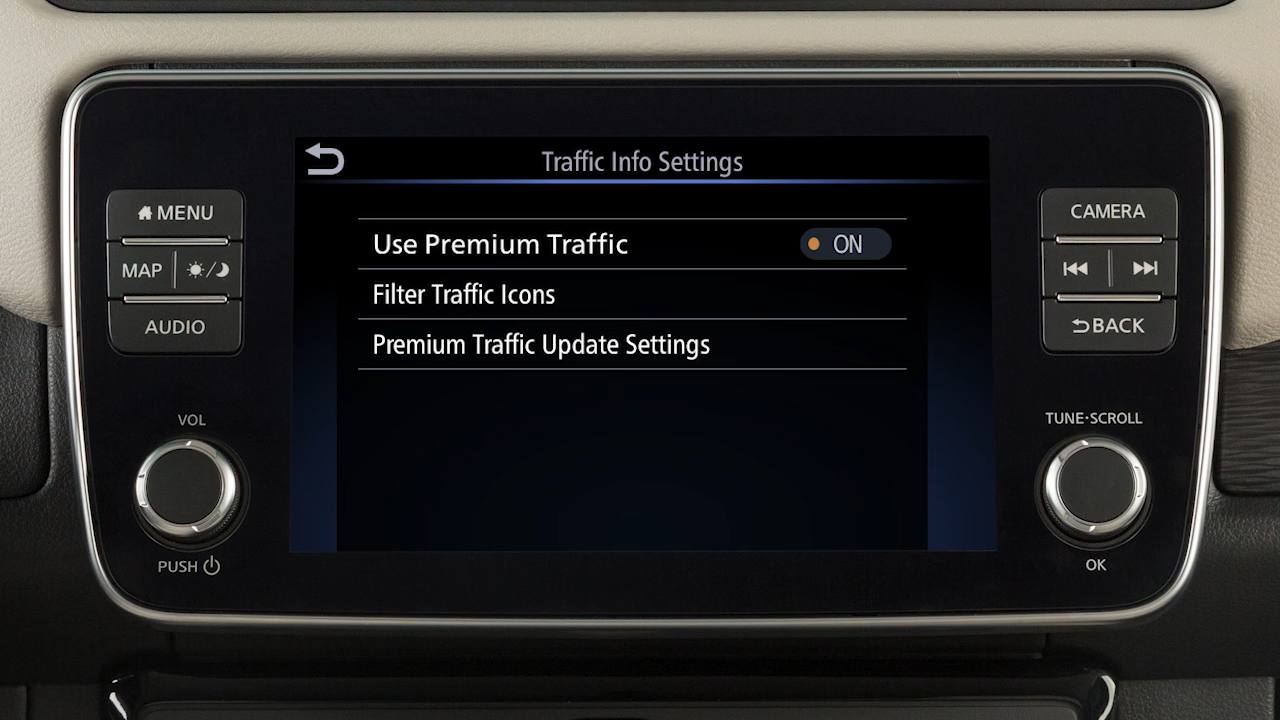 Traffic Info Settings
Use Premium Traffic ON
Filter Traffic Icons
Premium Traffic Update Settings
MENU
MAP
AUDIO
VOL
PUSH
CAMERA
BACK
TUNE·SCROLL
OK